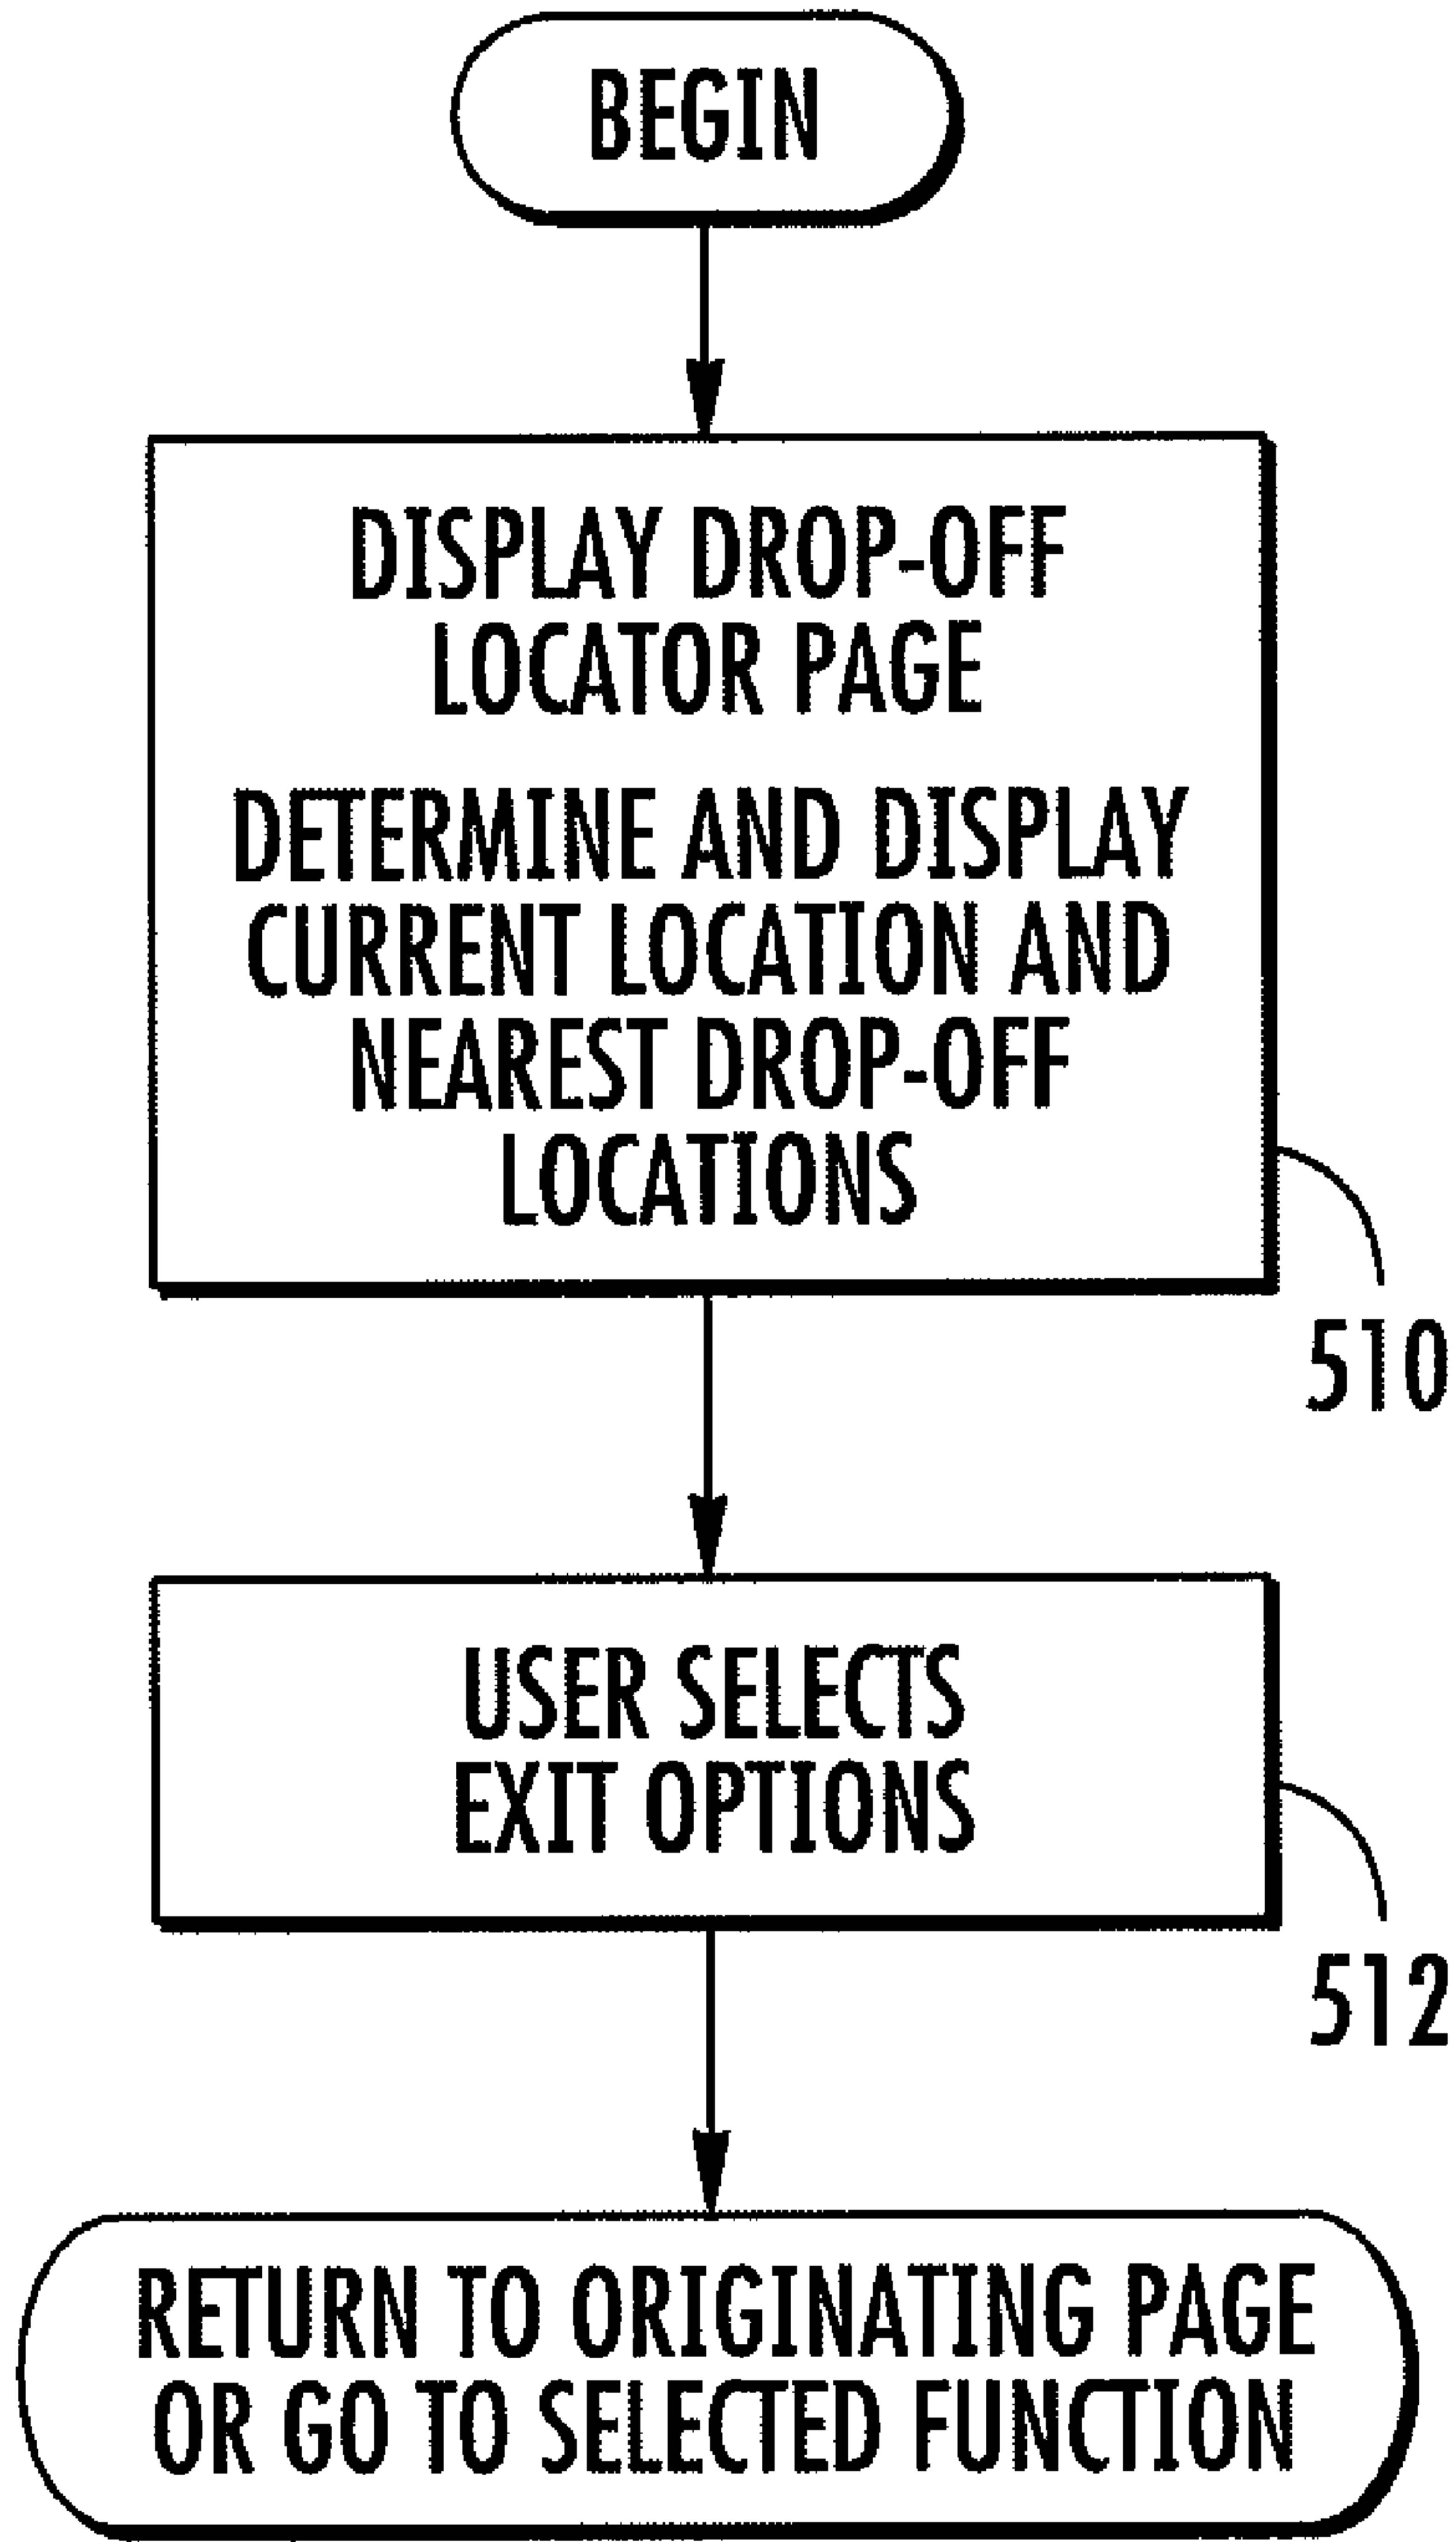 BEGIN
DISPLAY DROP-OFF
LOCATOR PAGE
DETERMINE AND DISPLAY
CURRENT LOCATION AND
NEAREST DROP-OFF
LOCATIONS
510
USER SELECTS
EXIT OPTIONS
512
RETURN TO ORIGINATING PAGE
OR GO TO SELECTED FUNCTION